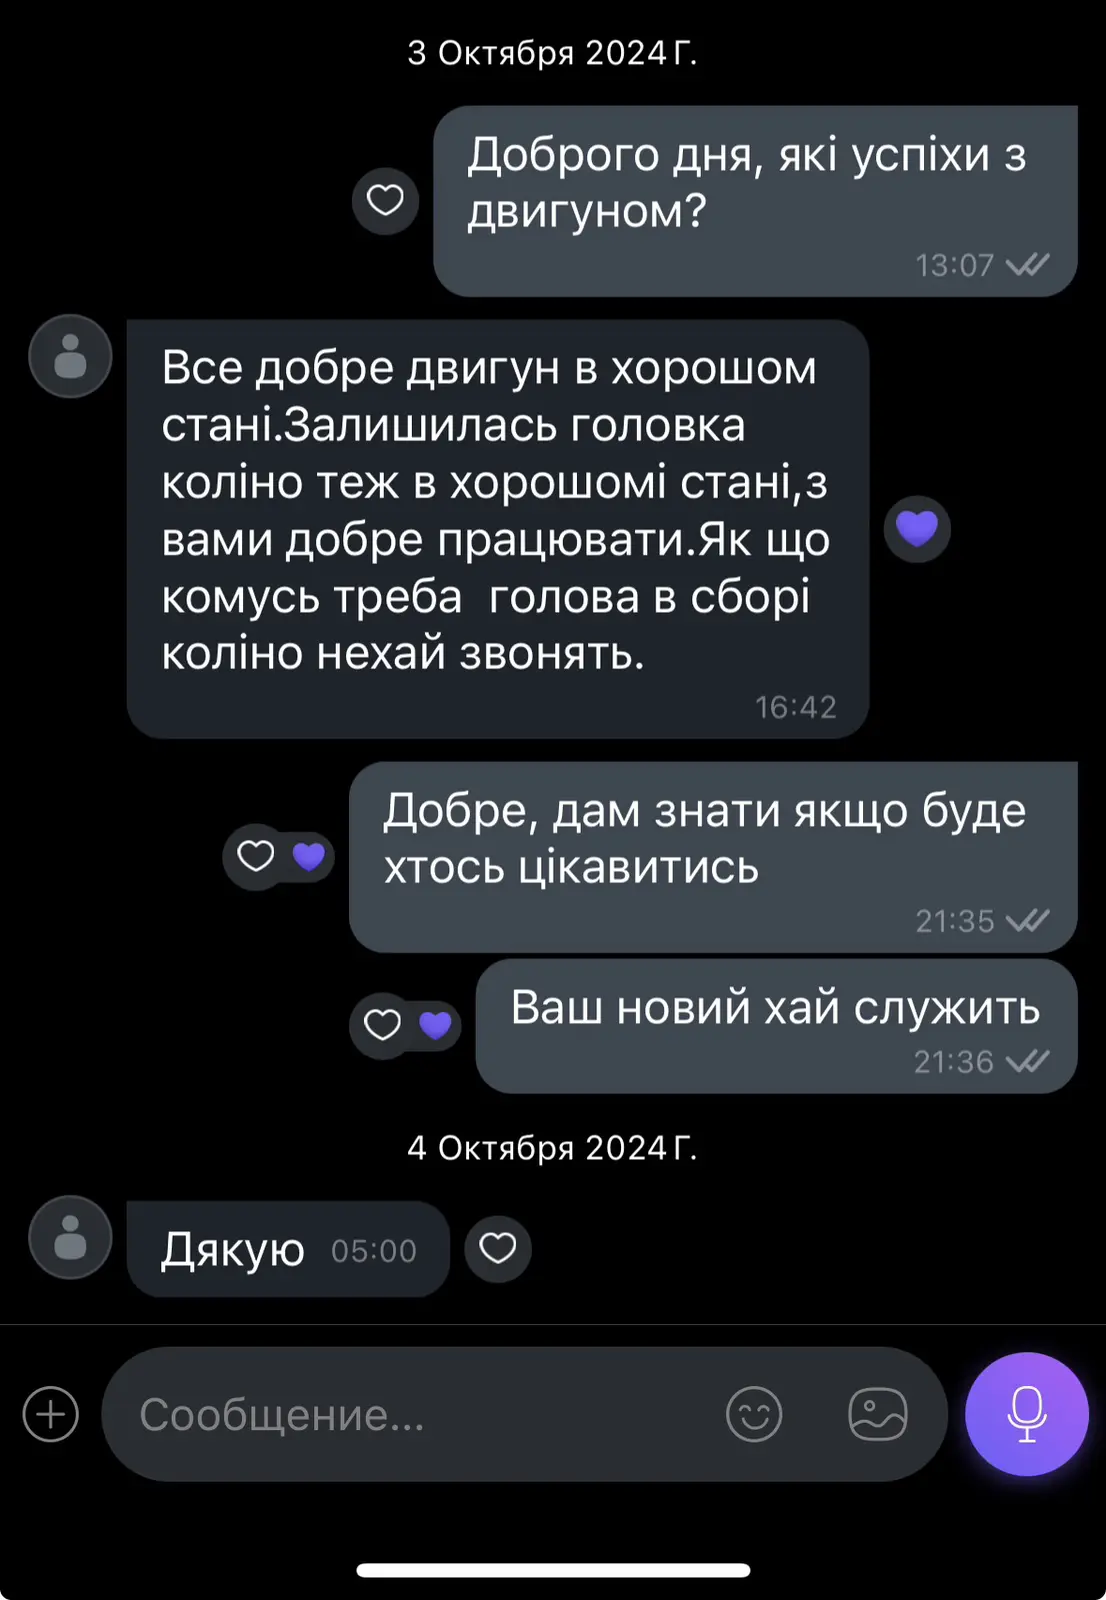 3 Октября 2024 Г.
Доброго дня, які успіхи з
двигуном?
13:07
Все добре двигун в хорошом
стані.Залишилась головка
коліно теж в хорошомі стані,з
вами добре працювати.Як що
комусь треба  голова в сборі
коліно нехай звонять.
16:42
Добре, дам знати якщо буде
хтось цікавитись
21:35
Ваш новий хай служить
21:36
4 Октября 2024 Г.
Дякую 05:00
Сообщение...